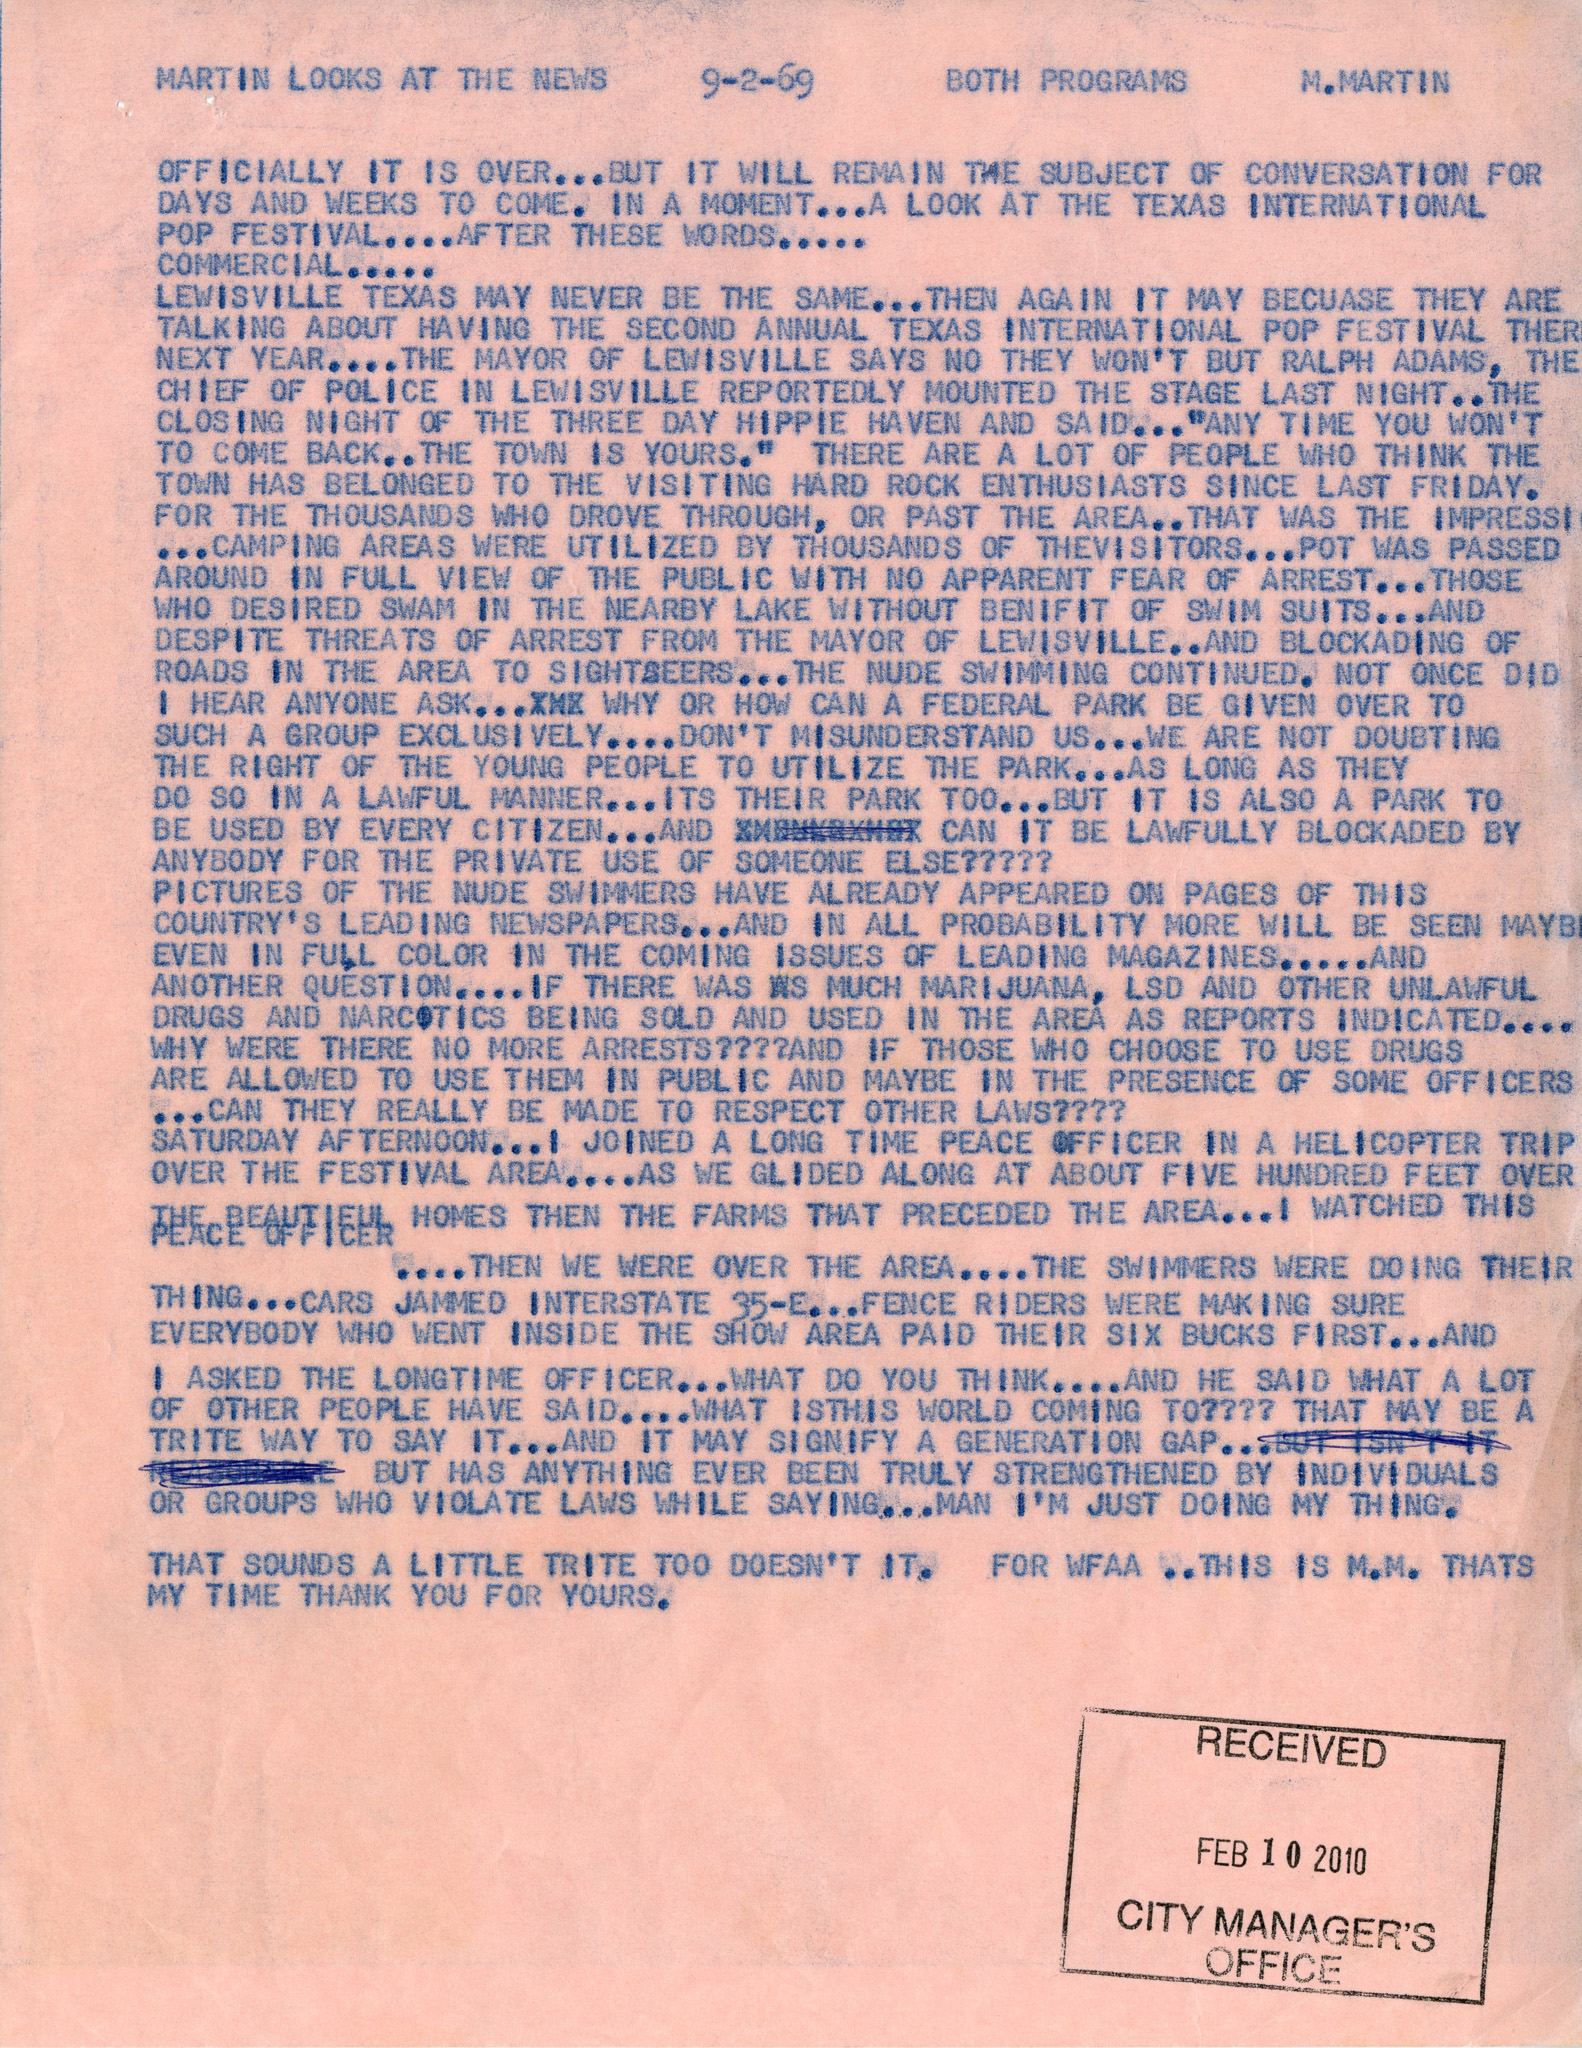 MARTIN LOOKS AT THE NEWS 9-2-69 BOTH PROGRAMS M.MARTIN
OFFICIALLY IT IS OVER...BUT IT WILL REMAIN THE SUBJECT OF CONVERSATION FOR
DAYS AND WEEKS TO COME. IN A MOMENT...A LOOK AT THE TEXAS INTERNATIONAL
POP FESTIVAL....AFTER THESE WORDS.....
COMMERCIAL.....
LEWISVILLE TEXAS MAY NEVER BE THE SAME...THEN AGAIN IT MAY BECUASE THEY ARE
TALKING ABOUT HAVING THE SECOND ANNUAL TEXAS INTERNATIONAL POP FESTIVAL THER
NEXT YEAR....THE MAYOR OF LEWISVILLE SAYS NO THEY WON'T BUT RALPH ADAMS, THE
CHIEF OF POLICE IN LEWISVILLE REPORTEDLY MOUNTED THE STAGE LAST NIGHT..THE
CLOSING NIGHT OF THE THREE DAY HIPPIE HAVEN AND SAID..."ANY TIME YOU WON'T
TO COME BACK..THE TOWN IS YOURS." THERE ARE A LOT OF PEOPLE WHO THINK THE
TOWN HAS BELONGED TO THE VISITING HARD ROCK ENTHUSIASTS SINCE LAST FRIDAY.
FOR THE THOUSANDS WHO DROVE THROUGH, OR PAST THE AREA..THAT WAS THE IMPRESSI
...CAMPING AREAS WERE UTILIZED BY THOUSANDS OF THEVISITORS...POT WAS PASSED
AROUND IN FULL VIEW OF THE PUBLIC WITH NO APPARENT FEAR OF ARREST...THOSE
WHO DESIRED SWAM IN THE NEARBY LAKE WITHOUT BENIFIT OF SWIM SUITS...AND
DESPITE THREATS OF ARREST FROM THE MAYOR OF LEWISVILLE..AND BLOCKADING OF
ROADS IN THE AREA TO SIGHTSEERS...THE NUDE SWIMMING CONTINUED. NOT ONCE DID
I HEAR ANYONE ASK... WHY OR HOW CAN A FEDERAL PARK BE GIVEN OVER TO
SUCH A GROUP EXCLUSIVELY....DON'T MISUNDERSTAND US...WE ARE NOT DOUBTING
THE RIGHT OF THE YOUNG PEOPLE TO UTILIZE THE PARK...AS LONG AS THEY
DO SO IN A LAWFUL MANNER...ITS THEIR PARK TOO...BUT IT IS ALSO A PARK TO
BE USED BY EVERY CITIZEN...AND CAN IT BE LAWFULLY BLOCKADED BY
ANYBODY FOR THE PRIVATE USE OF SOMEONE ELSE?????
PICTURES OF THE NUDE SWIMMERS HAVE ALREADY APPEARED ON PAGES OF THIS
COUNTRY'S LEADING NEWSPAPERS...AND IN ALL PROBABILITY MORE WILL BE SEEN MAYBE
EVEN IN FULL COLOR IN THE COMING ISSUES OF LEADING MAGAZINES.....AND
ANOTHER QUESTION....IF THERE WAS AS MUCH MARIJUANA, LSD AND OTHER UNLAWFUL
DRUGS AND NARCOTICS BEING SOLD AND USED IN THE AREA AS REPORTS INDICATED....
WHY WERE THERE NO MORE ARRESTS????AND IF THOSE WHO CHOOSE TO USE DRUGS
ARE ALLOWED TO USE THEM IN PUBLIC AND MAYBE IN THE PRESENCE OF SOME OFFICERS
...CAN THEY REALLY BE MADE TO RESPECT OTHER LAWS????
SATURDAY AFTERNOON...I JOINED A LONG TIME PEACE OFFICER IN A HELICOPTER TRIP
OVER THE FESTIVAL AREA....AS WE GLIDED ALONG AT ABOUT FIVE HUNDRED FEET OVER
THE BEAUTIFUL HOMES THEN THE FARMS THAT PRECEDED THE AREA...I WATCHED THIS
PEACE OFFICER
....THEN WE WERE OVER THE AREA....THE SWIMMERS WERE DOING THEIR
THING...CARS JAMMED INTERSTATE 35-E...FENCE RIDERS WERE MAKING SURE
EVERYBODY WHO WENT INSIDE THE SHOW AREA PAID THEIR SIX BUCKS FIRST...AND
I ASKED THE LONGTIME OFFICER...WHAT DO YOU THINK....AND HE SAID WHAT A LOT
OF OTHER PEOPLE HAVE SAID....WHAT ISTHIS WORLD COMING TO???? THAT MAY BE A
TRITE WAY TO SAY IT...AND IT MAY SIGNIFY A GENERATION GAP...BUT ISN'T IT
BUT HAS ANYTHING EVER BEEN TRULY STRENGTHENED BY INDIVIDUALS
OR GROUPS WHO VIOLATE LAWS WHILE SAYING...MAN I'M JUST DOING MY THING.
THAT SOUNDS A LITTLE TRITE TOO DOESN'T IT. FOR WFAA ..THIS IS M.M. THATS
MY TIME THANK YOU FOR YOURS.
RECEIVED
FEB 10 2010
CITY MANAGER'S
OFFICE